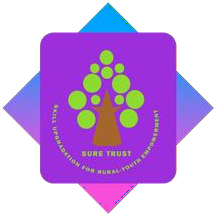 SURE TRUST
SKILL UPGRADATION FOR RURAL-YOUTH EMPOWERMENT